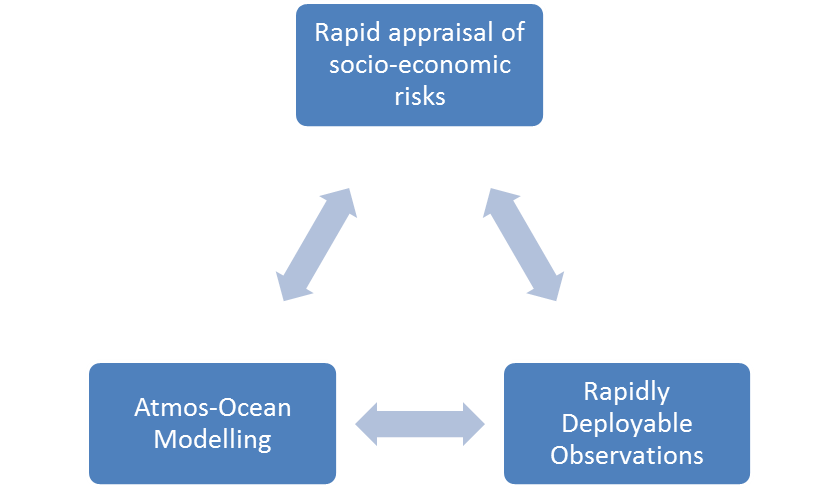 Rapid appraisal of
socio-economic
risks
Atmos-Ocean
Modelling
Rapidly
Deployable
Observations